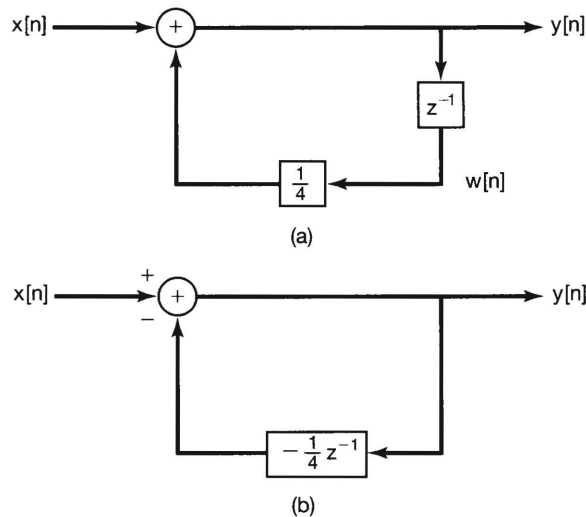 x[n] + y[n]
z⁻¹
1/4 w[n]
(a)
+
x[n] + y[n]
−
− 1/4 z⁻¹
(b)